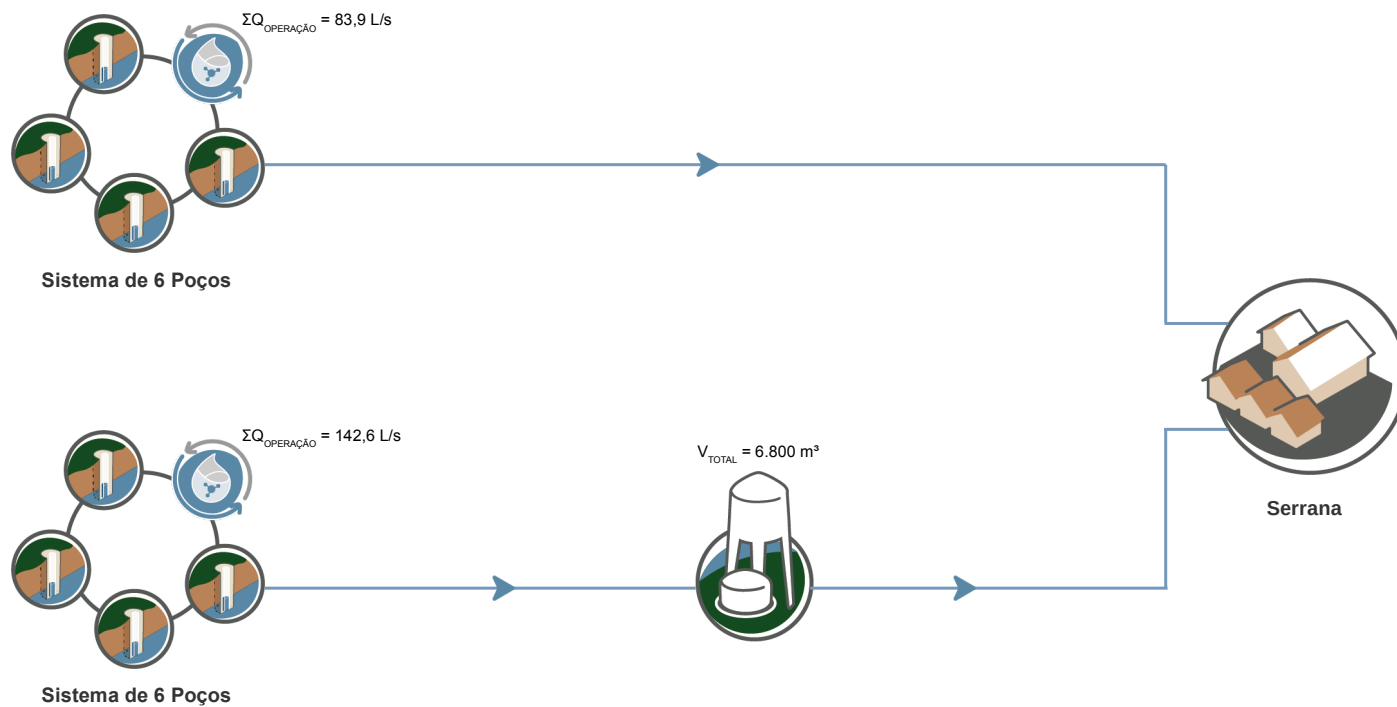 ΣQOPERAÇÃO = 83,9 L/s
Sistema de 6 Poços
ΣQOPERAÇÃO = 142,6 L/s
VTOTAL = 6.800 m³
Serrana
Sistema de 6 Poços